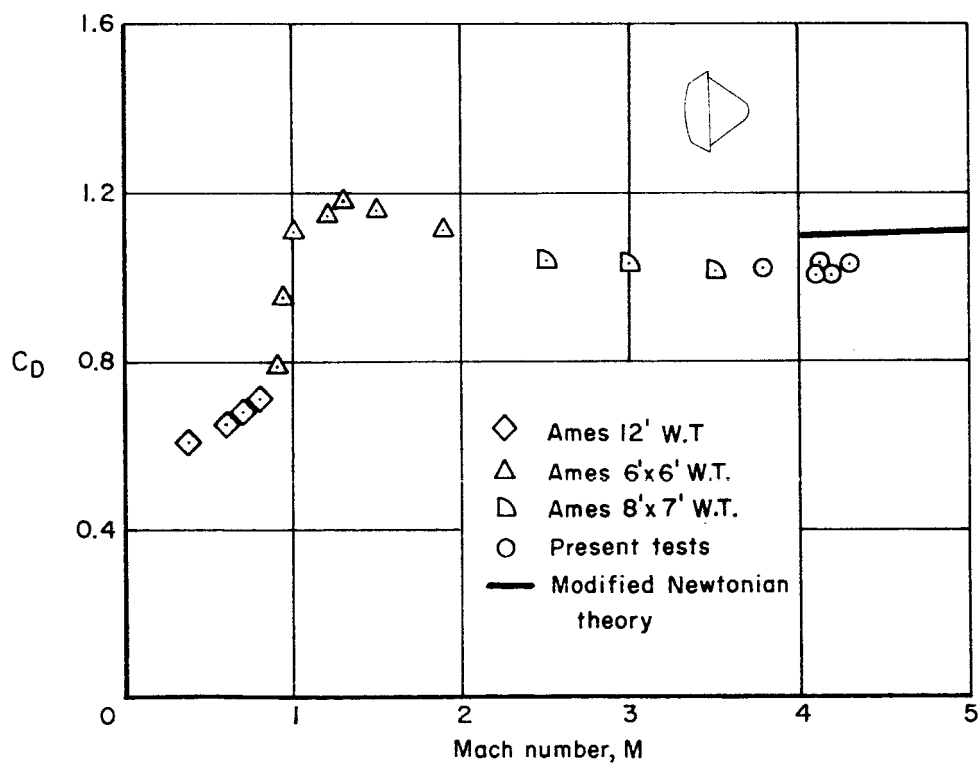 1.6
1.2
0.8
C_D
0.4
Ames 12' W.T
Ames 6'x6' W.T.
Ames 8'x7' W.T.
Present tests
Modified Newtonian
theory
0 1 2 3 4 5
Mach number, M